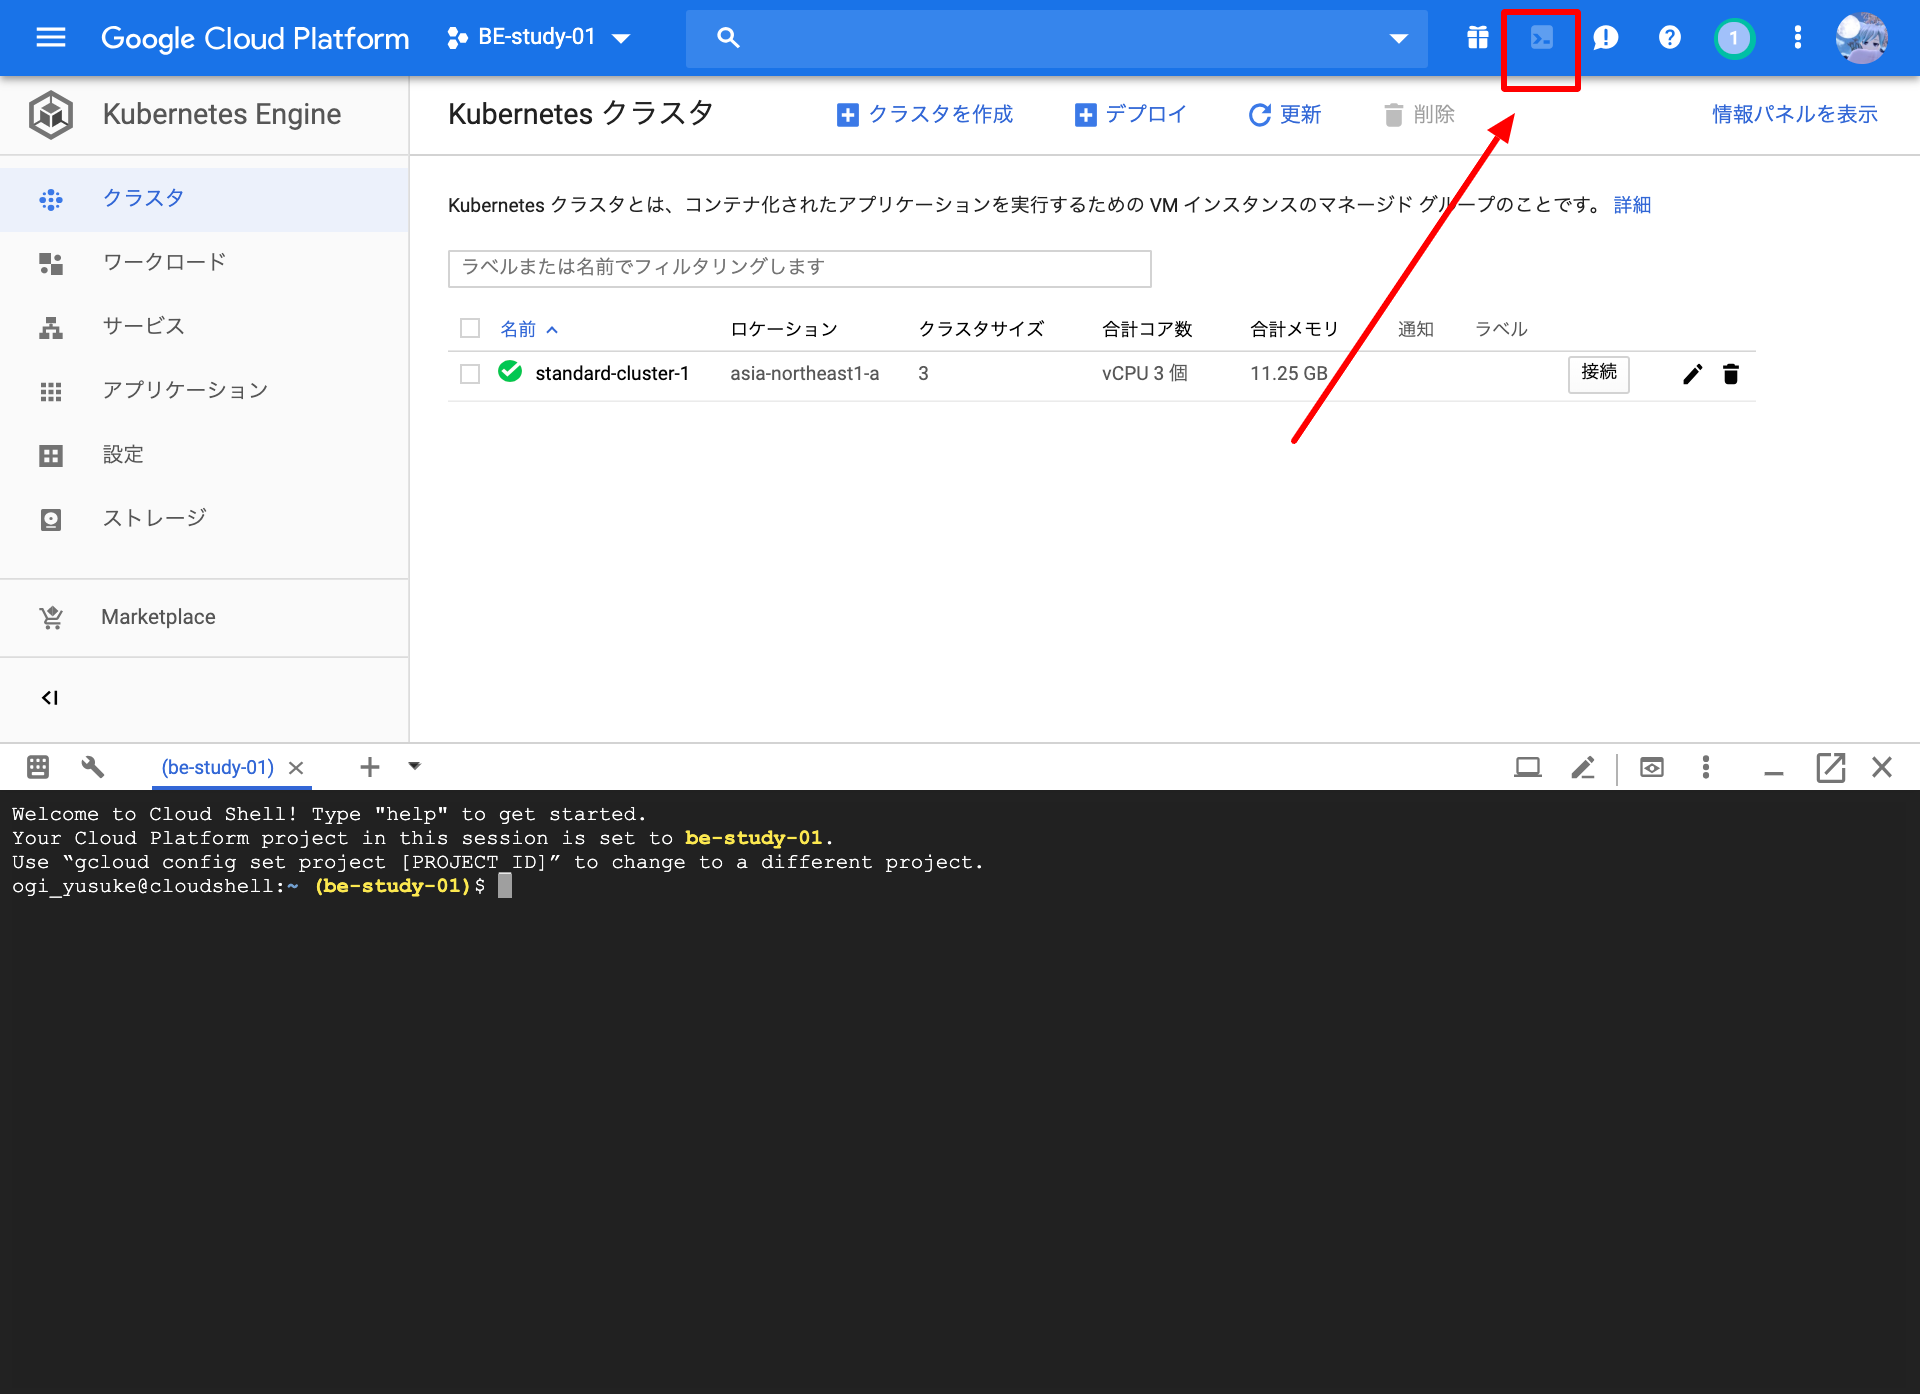 Google Cloud Platform
BE-study-01
1
Kubernetes Engine
Kubernetes クラスタ
クラスタを作成
デプロイ
更新
削除
情報パネルを表示
クラスタ
ワークロード
サービス
アプリケーション
設定
ストレージ
Marketplace
Kubernetes クラスタとは、コンテナ化されたアプリケーションを実行するための VM インスタンスのマネージド グループのことです。 詳細
ラベルまたは名前でフィルタリングします
名前 ロケーション クラスタサイズ 合計コア数 合計メモリ 通知 ラベル
standard-cluster-1 asia-northeast1-a 3 vCPU 3 個 11.25 GB 接続
(be-study-01)
Welcome to Cloud Shell! Type "help" to get started.
Your Cloud Platform project in this session is set to be-study-01.
Use “gcloud config set project [PROJECT_ID]” to change to a different project.
ogi_yusuke@cloudshell:~ (be-study-01)$